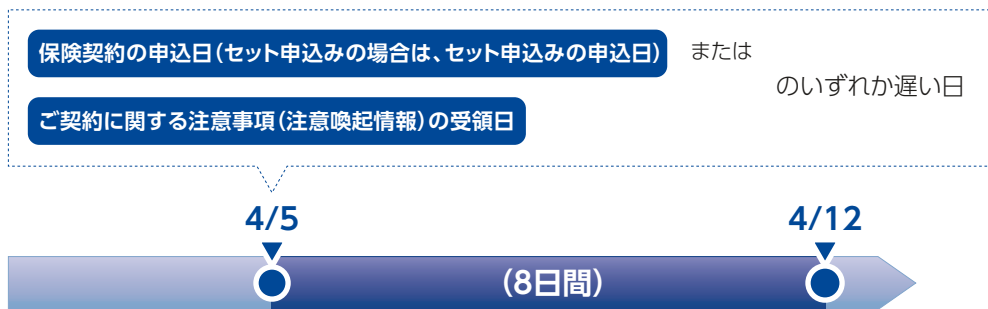 保険契約の申込日(セット申込みの場合は、セット申込みの申込日) または
のいずれか遅い日
ご契約に関する注意事項(注意喚起情報)の受領日
4/5 4/12
(8日間)